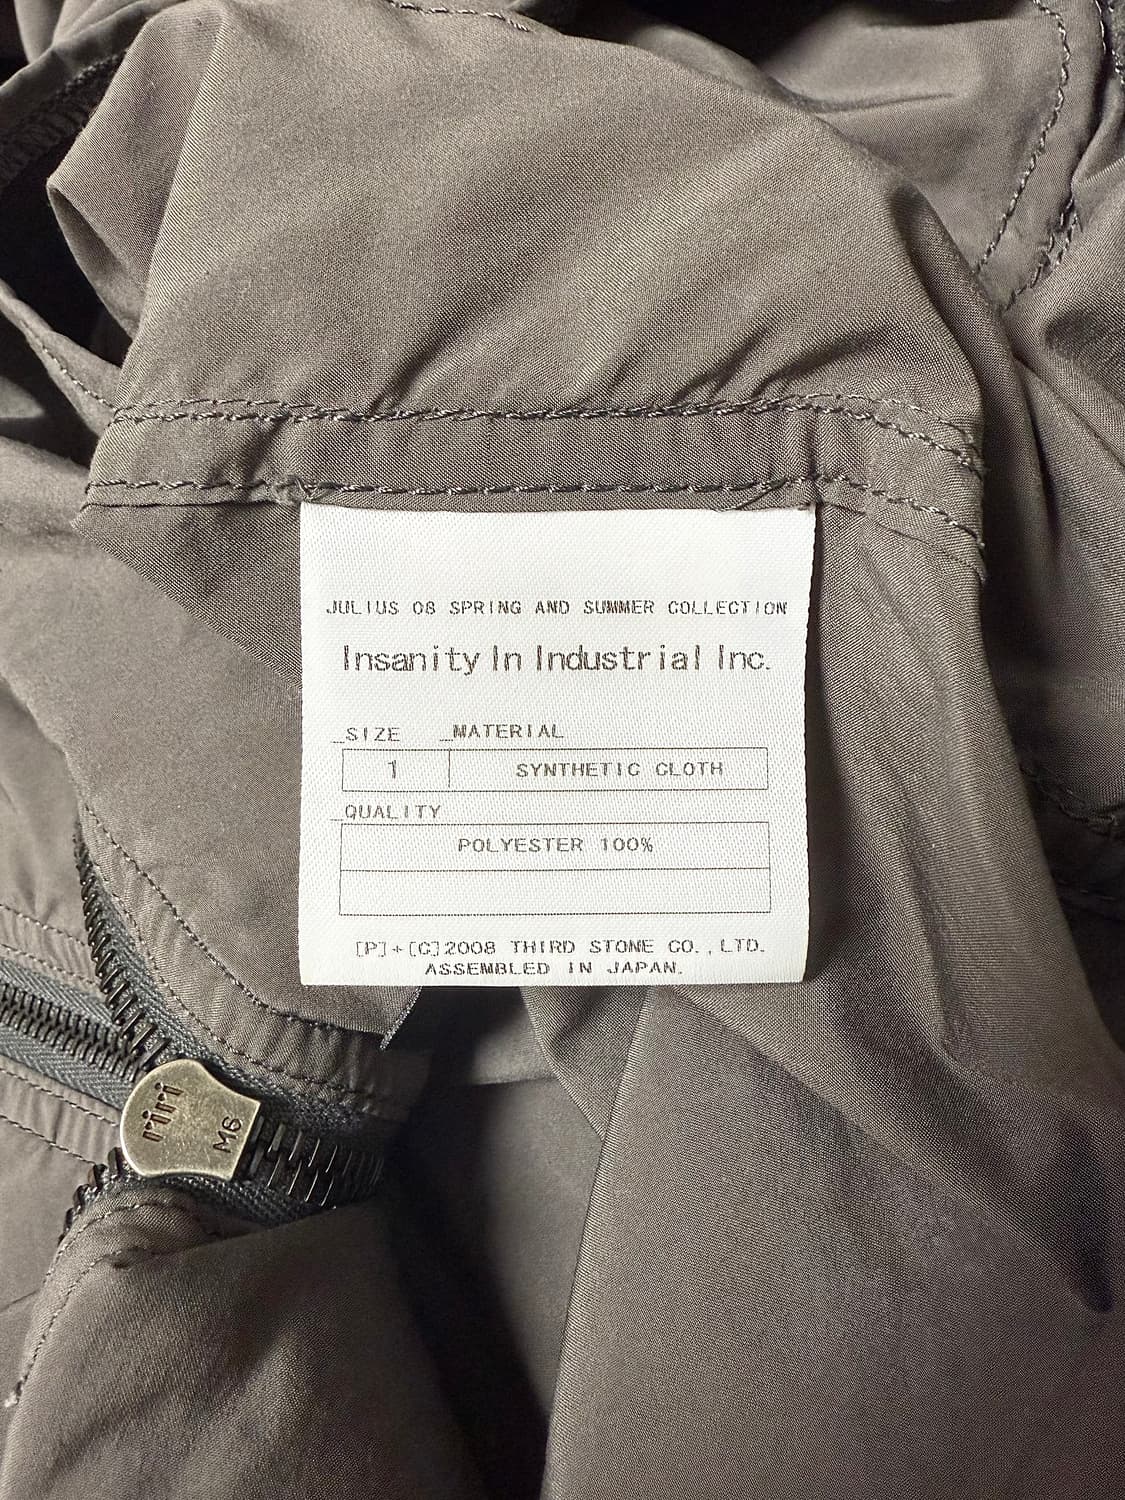 JULIUS 08 SPRING AND SUMMER COLLECTION
Insanity In Industrial Inc.
_SIZE _MATERIAL
1 SYNTHETIC CLOTH
_QUALITY
POLYESTER 100%
[P]+[C]2008 THIRD STONE CO.,LTD.
ASSEMBLED IN JAPAN.
riri
M6